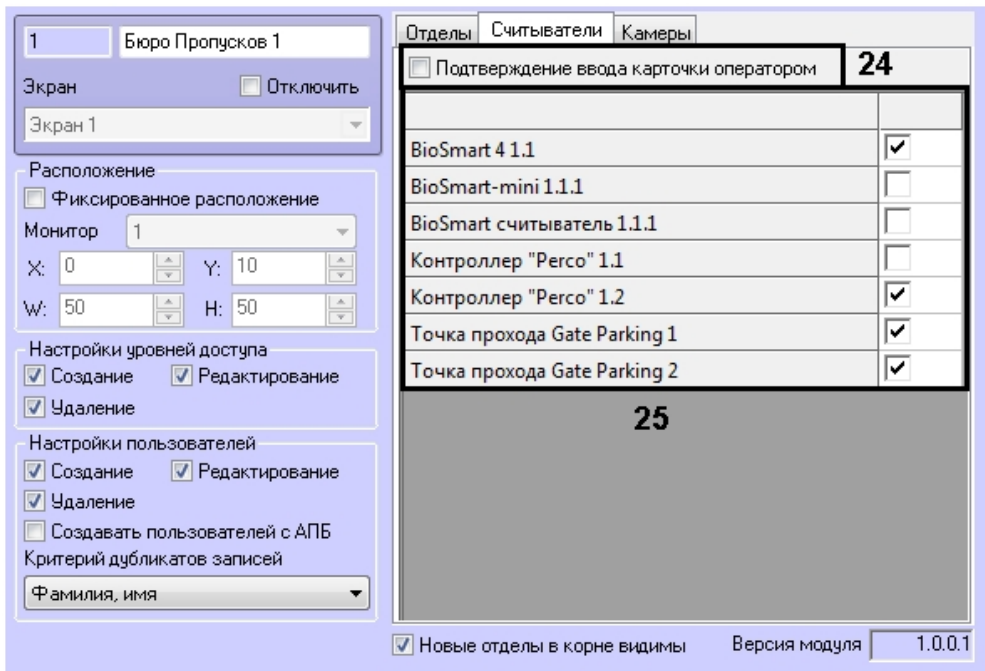 1 Бюро Пропусков 1
Экран Отключить
Экран 1
Расположение
Фиксированное расположение
Монитор 1
X: 0 Y: 10
W: 50 H: 50
Настройки уровней доступа
Создание Редактирование
Удаление
Настройки пользователей
Создание Редактирование
Удаление
Создавать пользователей с АПБ
Критерий дубликатов записей
Фамилия, имя
Отделы Считыватели Камеры
Подтверждение ввода карточки оператором 24
BioSmart 4 1.1
BioSmart-mini 1.1.1
BioSmart считыватель 1.1.1
Контроллер "Perco" 1.1
Контроллер "Perco" 1.2
Точка прохода Gate Parking 1
Точка прохода Gate Parking 2
25
Новые отделы в корне видимы Версия модуля 1.0.0.1